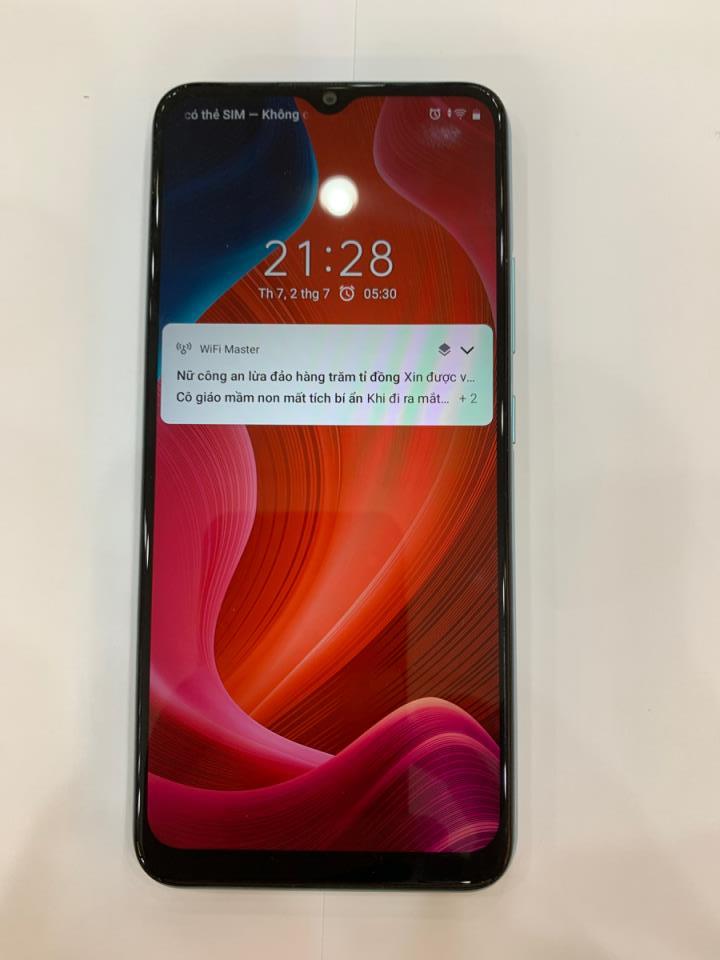 có thẻ SIM — Không
21:28
Th 7, 2 thg 7 05:30
WiFi Master
Nữ công an lừa đảo hàng trăm tỉ đồng Xin được v...
Cô giáo mầm non mất tích bí ẩn Khi đi ra mắt... + 2